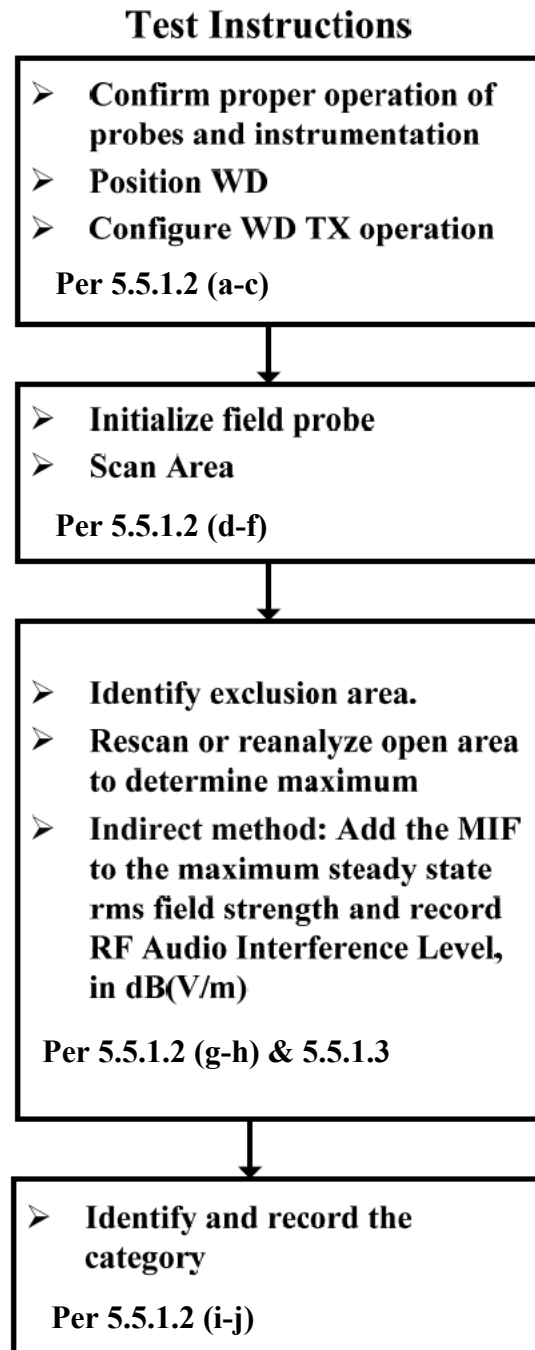 Test Instructions
➢ Confirm proper operation of
probes and instrumentation
➢ Position WD
➢ Configure WD TX operation
Per 5.5.1.2 (a-c)
➢ Initialize field probe
➢ Scan Area
Per 5.5.1.2 (d-f)
➢ Identify exclusion area.
➢ Rescan or reanalyze open area
to determine maximum
➢ Indirect method: Add the MIF
to the maximum steady state
rms field strength and record
RF Audio Interference Level,
in dB(V/m)
Per 5.5.1.2 (g-h) & 5.5.1.3
➢ Identify and record the
category
Per 5.5.1.2 (i-j)